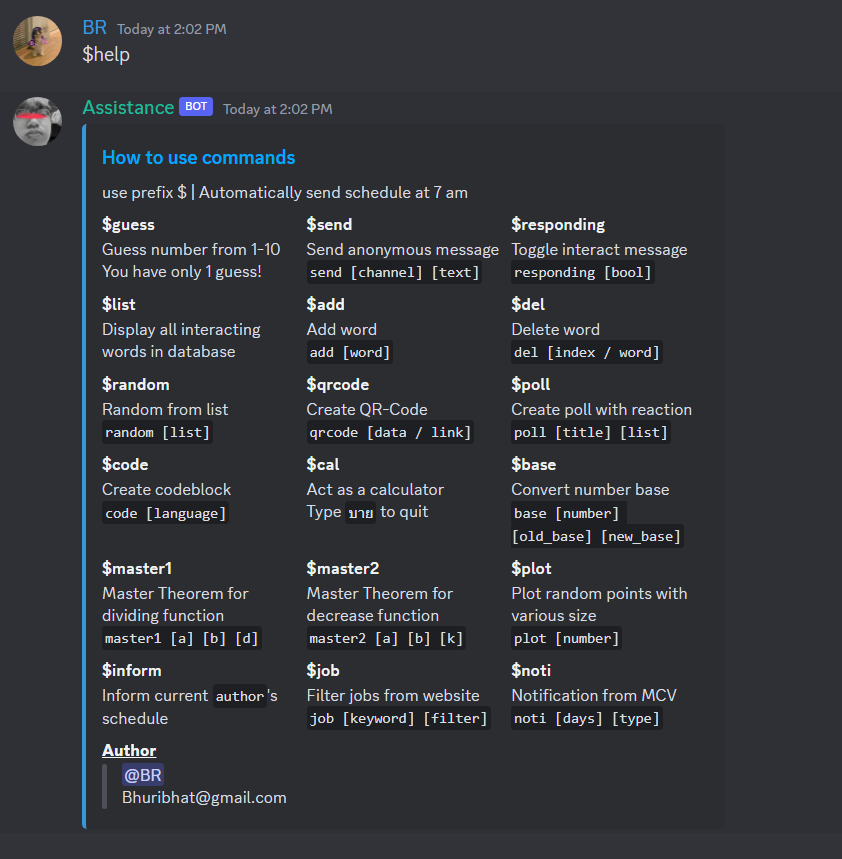 BR Today at 2:02 PM
$help
Assistance BOT Today at 2:02 PM
How to use commands
use prefix $ | Automatically send schedule at 7 am
$guess
Guess number from 1-10
You have only 1 guess!
$send
Send anonymous message
send [channel] [text]
$responding
Toggle interact message
responding [bool]
$list
Display all interacting
words in database
$add
Add word
add [word]
$del
Delete word
del [index / word]
$random
Random from list
random [list]
$qrcode
Create QR-Code
qrcode [data / link]
$poll
Create poll with reaction
poll [title] [list]
$code
Create codeblock
code [language]
$cal
Act as a calculator
Type บาย to quit
$base
Convert number base
base [number]
[old_base] [new_base]
$master1
Master Theorem for
dividing function
master1 [a] [b] [d]
$master2
Master Theorem for
decrease function
master2 [a] [b] [k]
$plot
Plot random points with
various size
plot [number]
$inform
Inform current author's
schedule
$job
Filter jobs from website
job [keyword] [filter]
$noti
Notification from MCV
noti [days] [type]
Author
@BR
Bhuribhat@gmail.com